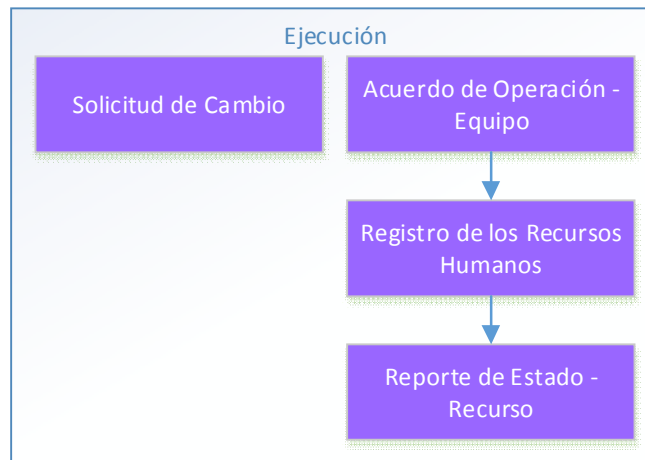 Ejecución
Solicitud de Cambio
Acuerdo de Operación -
Equipo
Registro de los Recursos
Humanos
Reporte de Estado -
Recurso